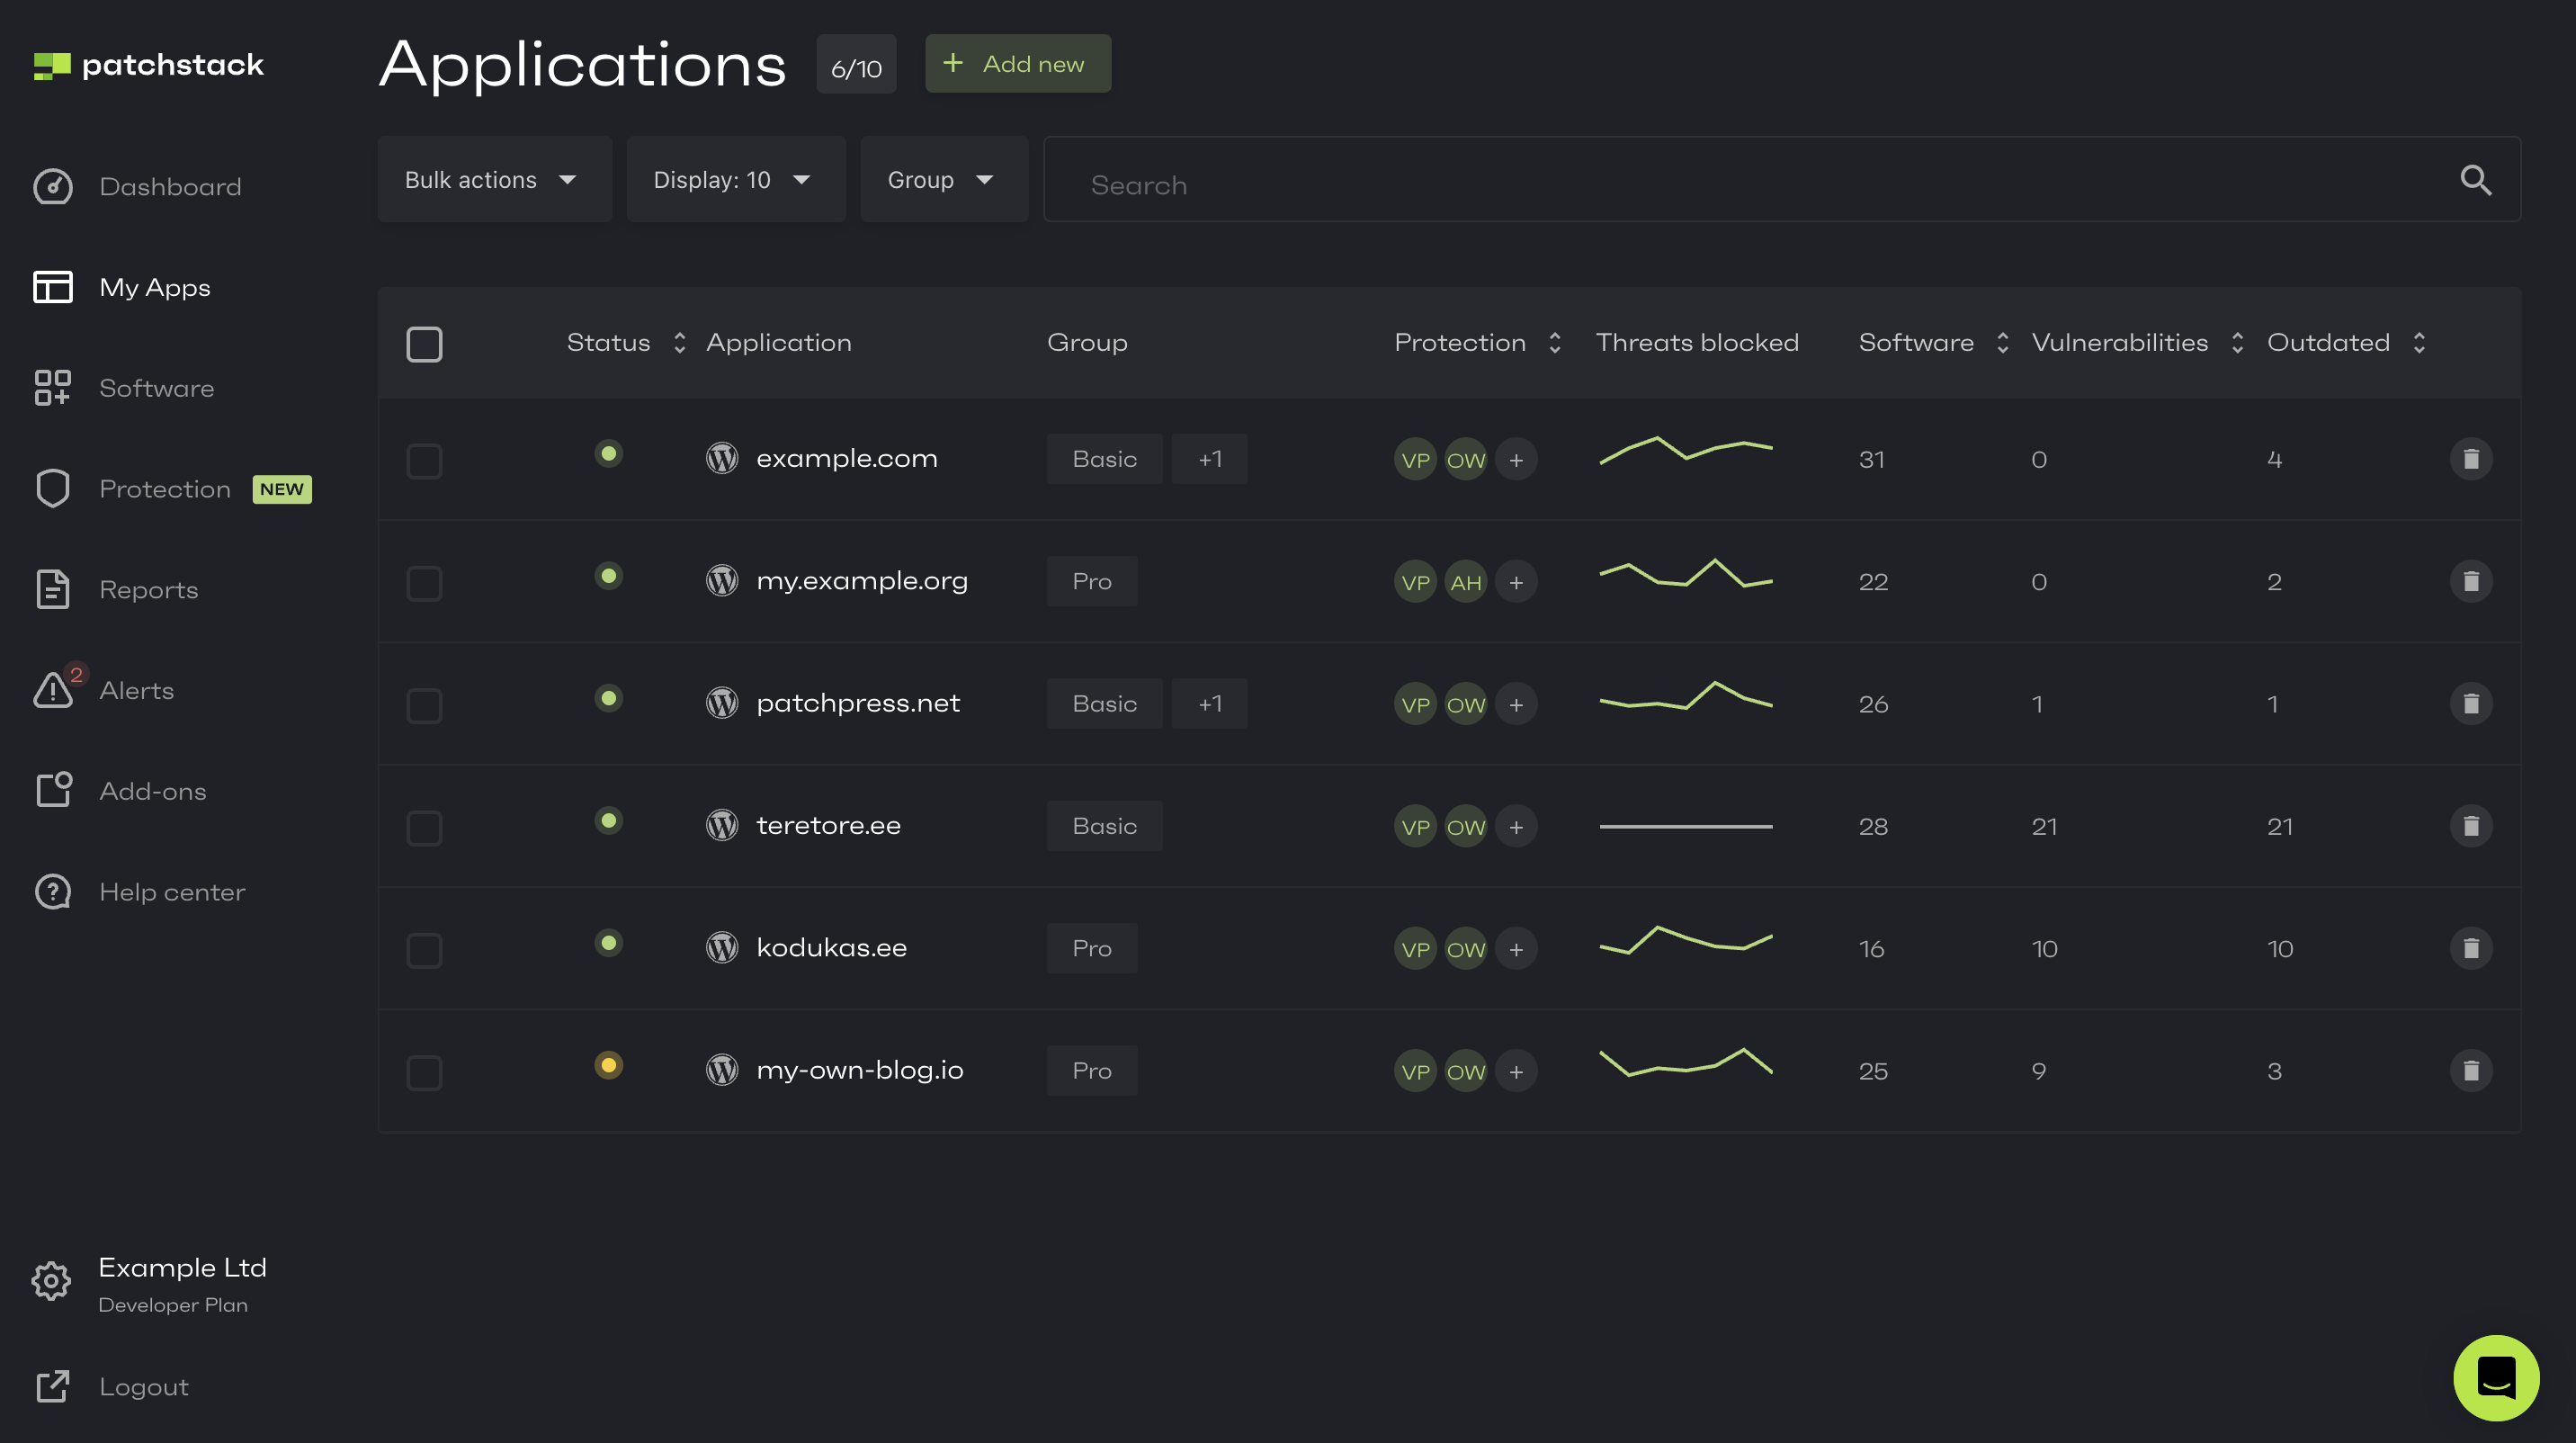 patchstack
Applications 6/10 + Add new
Bulk actions Display: 10 Group Search
Dashboard
My Apps
Software
Protection NEW
Reports
2
Alerts
Add-ons
Help center
Status Application Group Protection Threats blocked Software Vulnerabilities Outdated
example.com Basic +1 VP OW + 31 0 4
my.example.org Pro VP AH + 22 0 2
patchpress.net Basic +1 VP OW + 26 1 1
teretore.ee Basic VP OW + 28 21 21
kodukas.ee Pro VP OW + 16 10 10
my-own-blog.io Pro VP OW + 25 9 3
Example Ltd
Developer Plan
Logout